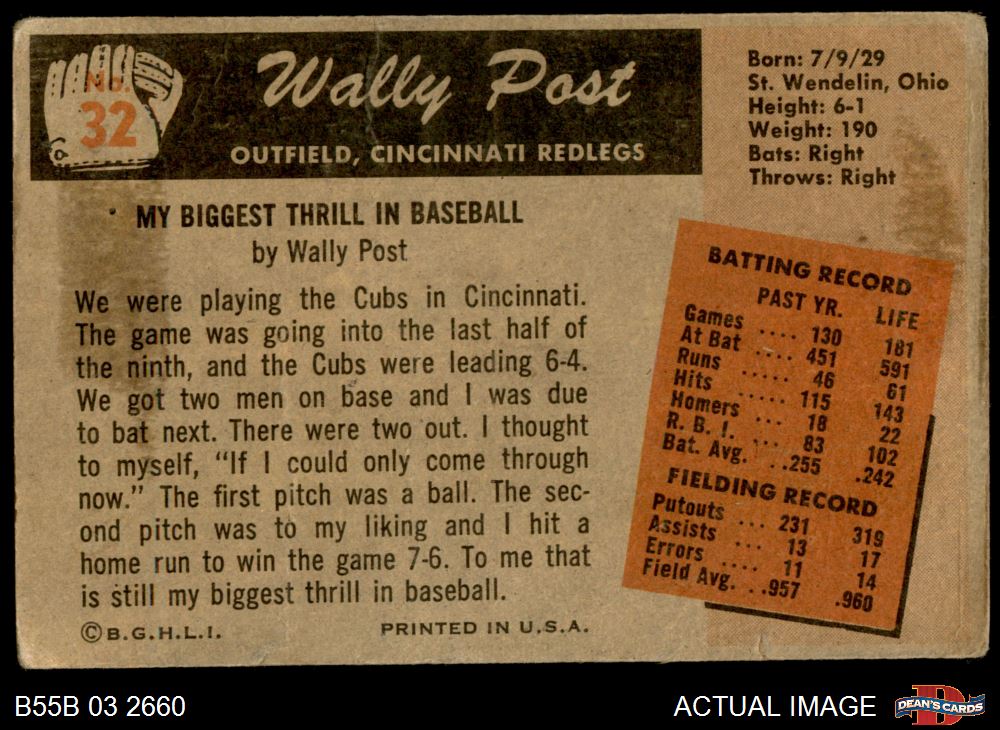 No.
32
Wally Post
OUTFIELD, CINCINNATI REDLEGS
Born: 7/9/29
St. Wendelin, Ohio
Height: 6-1
Weight: 190
Bats: Right
Throws: Right
MY BIGGEST THRILL IN BASEBALL
by Wally Post
We were playing the Cubs in Cincinnati.
The game was going into the last half of
the ninth, and the Cubs were leading 6-4.
We got two men on base and I was due
to bat next. There were two out. I thought
to myself, "If I could only come through
now." The first pitch was a ball. The sec-
ond pitch was to my liking and I hit a
home run to win the game 7-6. To me that
is still my biggest thrill in baseball.
© B.G.H.L.I. PRINTED IN U.S.A.
BATTING RECORD
PAST YR. LIFE
Games .... 130 181
At Bat .... 451 591
Runs ..... 46 61
Hits ..... 115 143
Homers ... 18 22
R. B. I. ... 83 102
Bat. Avg. ..255 .242
FIELDING RECORD
Putouts ... 231 319
Assists ... 13 17
Errors .... 11 14
Field Avg. ..957 .960
B55B 03 2660
ACTUAL IMAGE
DEAN'S CARDS